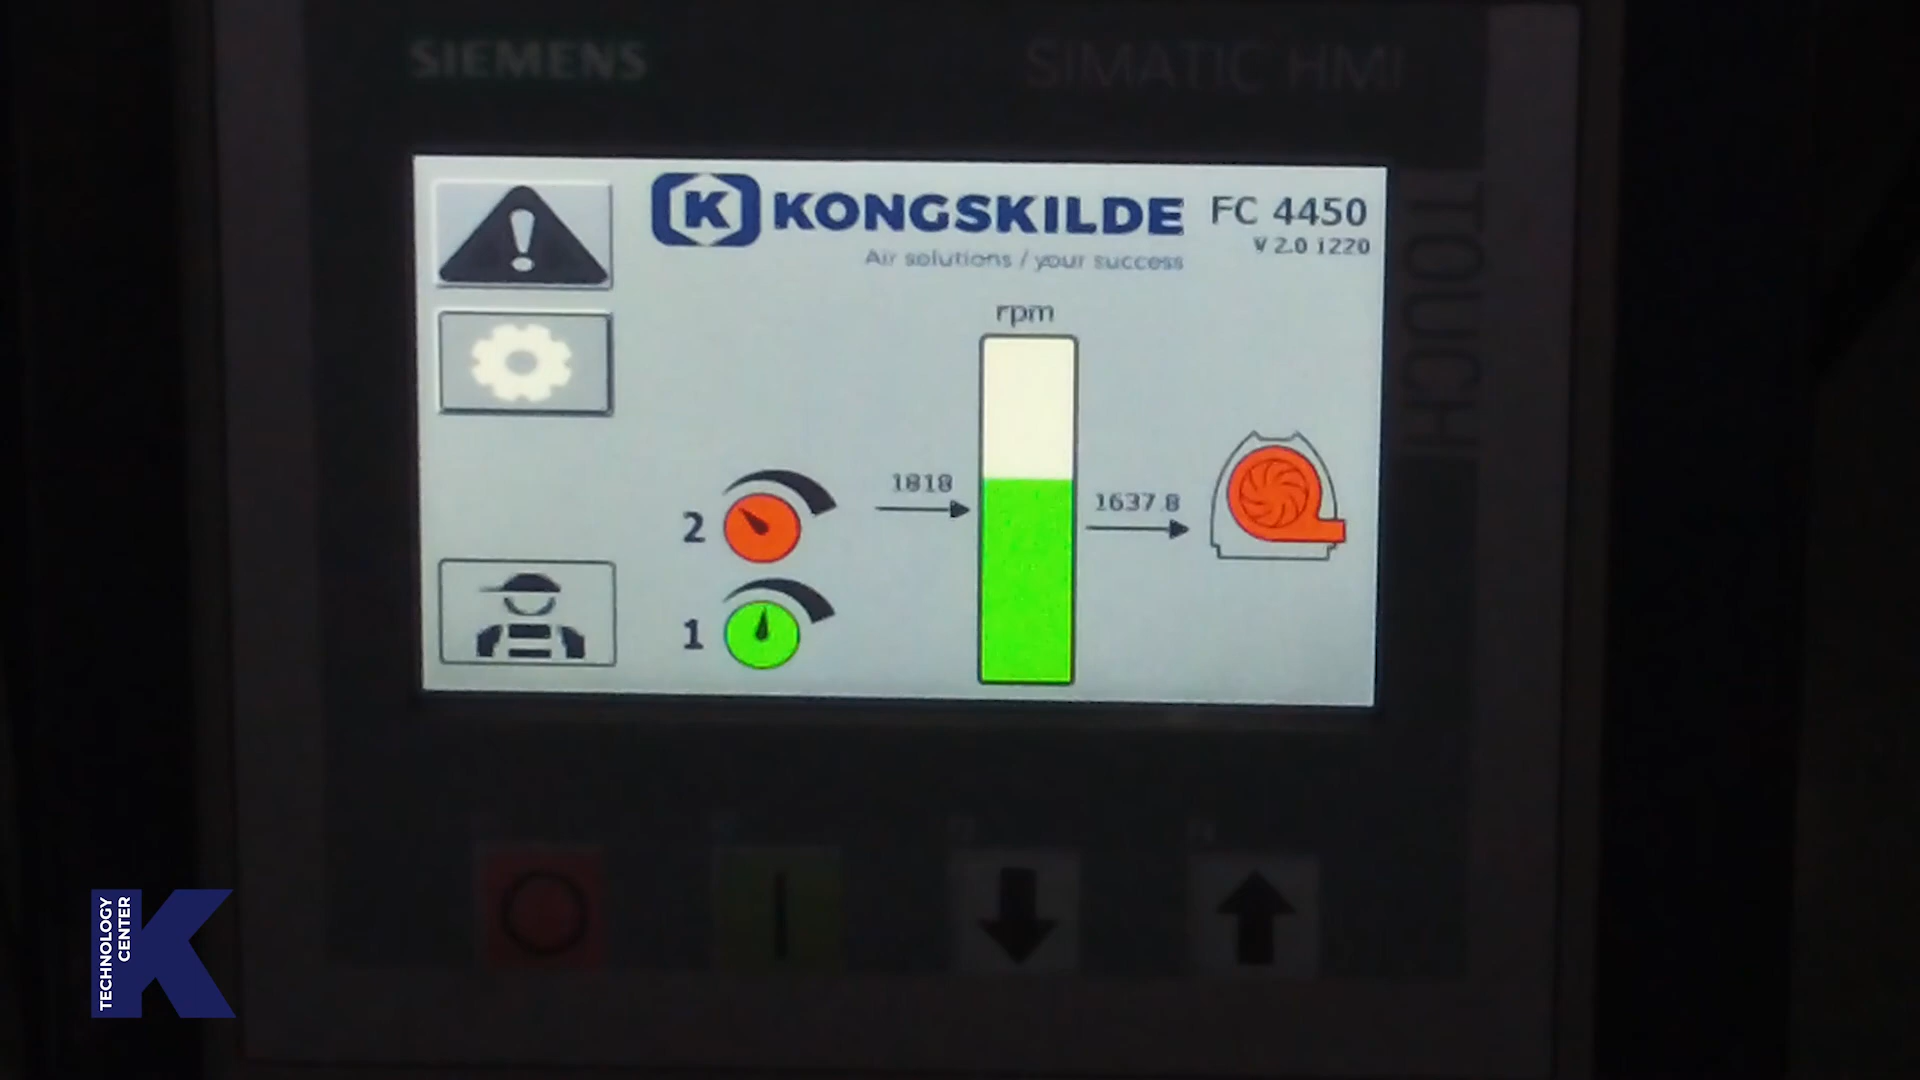 SIEMENS
SIMATIC HMI
TOUCH
K KONGSKILDE
FC 4450
V 2.0 1220
Air solutions / your success
rpm
1818
1637.8
2
1
TECHNOLOGY
CENTER
K